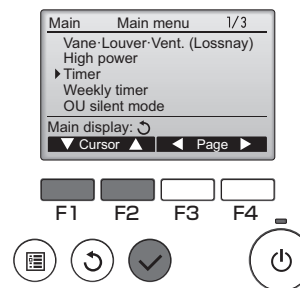 Main Main menu 1/3
Vane·Louver·Vent. (Lossnay)
High power
Timer
Weekly timer
OU silent mode
Main display:
Cursor Page
F1 F2 F3 F4